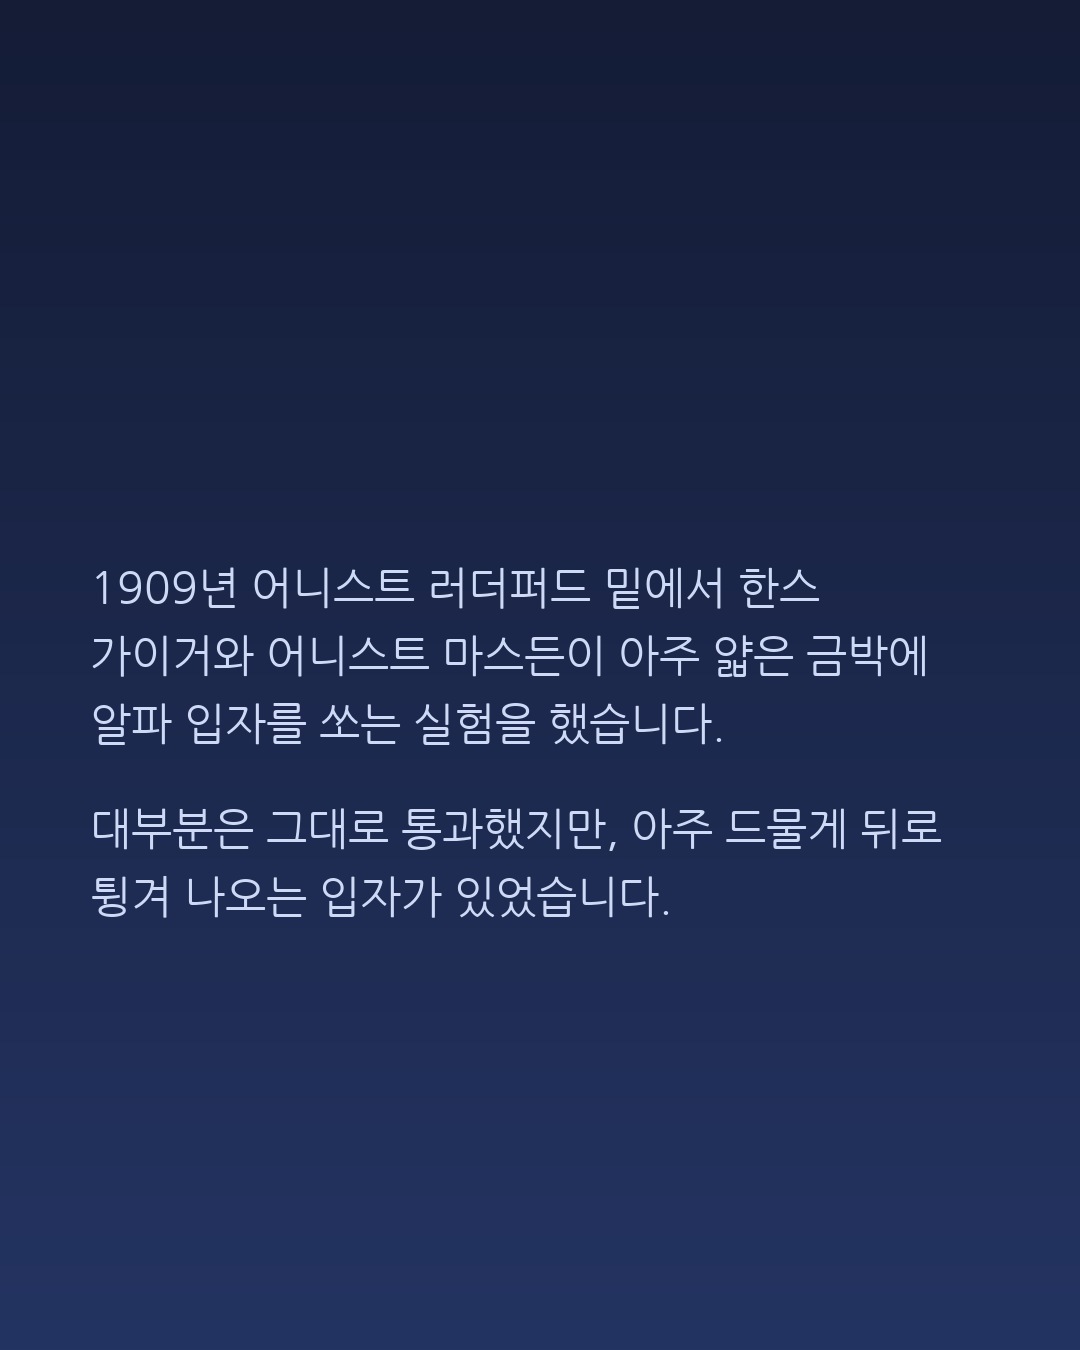 1909년 어니스트 러더퍼드 밑에서 한스
가이거와 어니스트 마스든이 아주 얇은 금박에
알파 입자를 쏘는 실험을 했습니다.
대부분은 그대로 통과했지만, 아주 드물게 뒤로
튕겨 나오는 입자가 있었습니다.